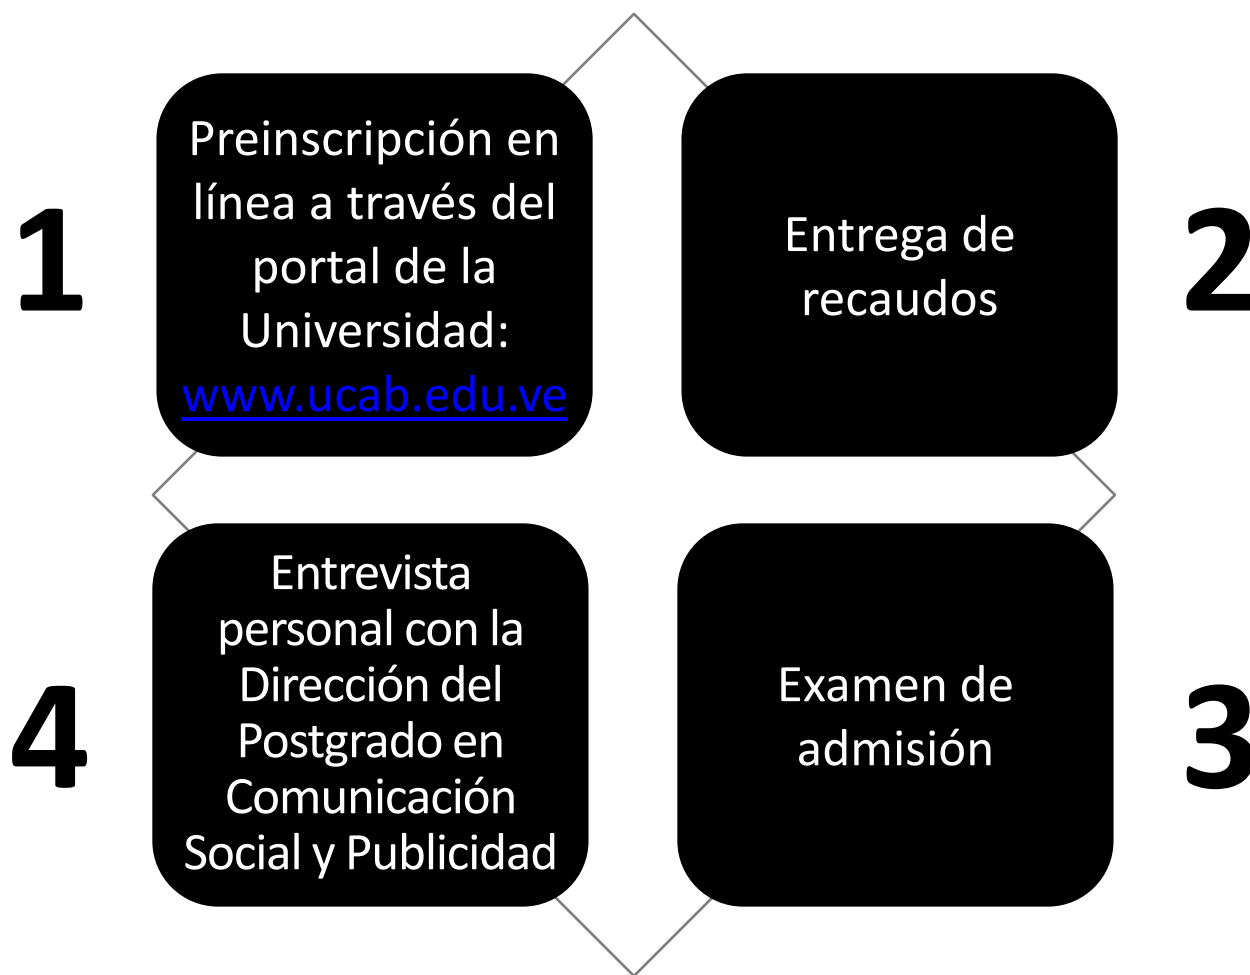 1
Preinscripción en
línea a través del
portal de la
Universidad:
www.ucab.edu.ve
2
Entrega de
recaudos
3
Examen de
admisión
4
Entrevista
personal con la
Dirección del
Postgrado en
Comunicación
Social y Publicidad